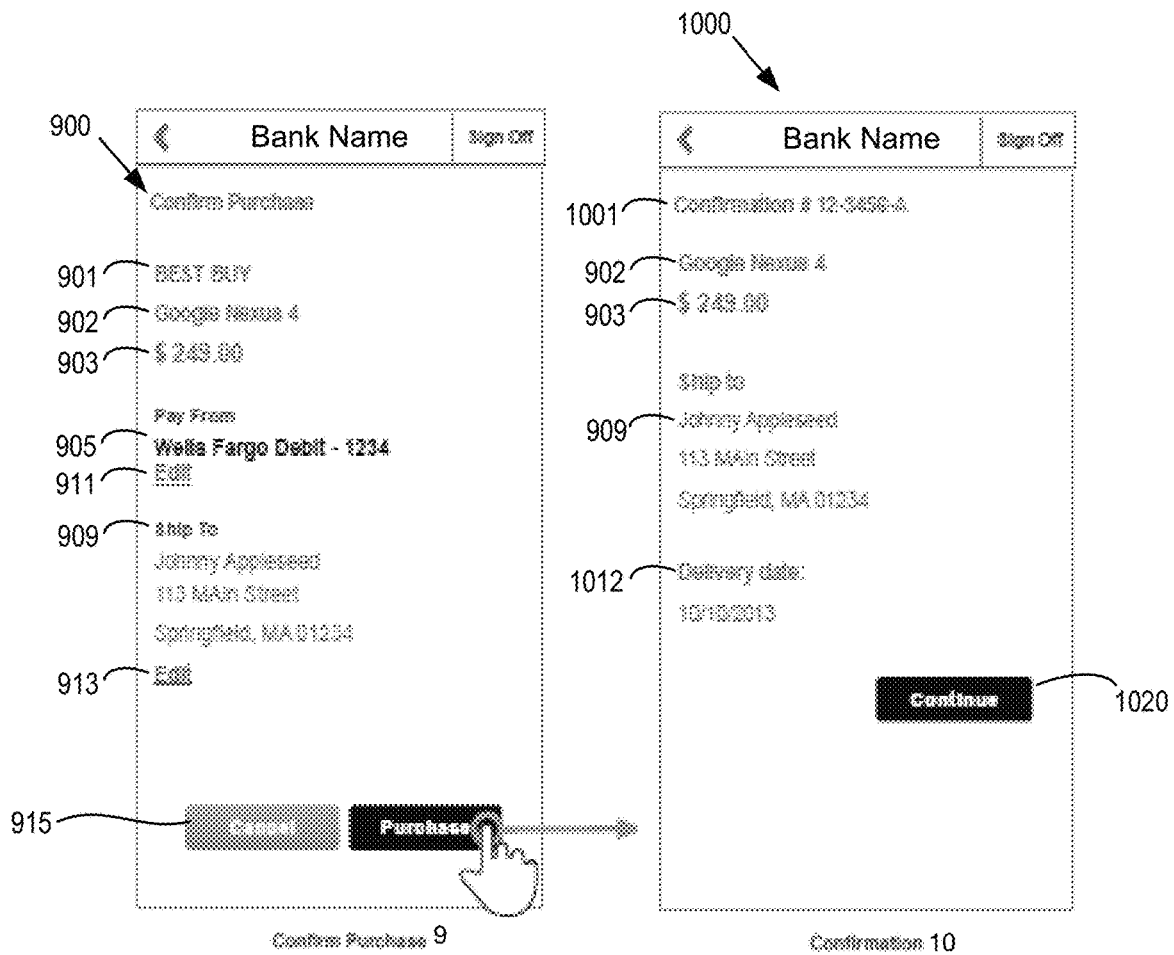 1000
900
Bank Name
Sign Off
Confirm Purchase
901
BEST BUY
902
Google Nexus 4
903
$ 249.00
Pay From
905
Wells Fargo Debit - 1234
911
Edit
909
Ship To
Johnny Appleseed
113 MAin Street
Springfield, MA 01234
913
Edit
915
Cancel
Purchase
Confirm Purchase 9
Bank Name
Sign Off
1001
Confirmation # 12-3456-A
902
Google Nexus 4
903
$ 249.00
Ship to
909
Johnny Appleseed
113 MAin Street
Springfield, MA 01234
1012
Delivery date:
10/10/2013
Continue
1020
Confirmation 10